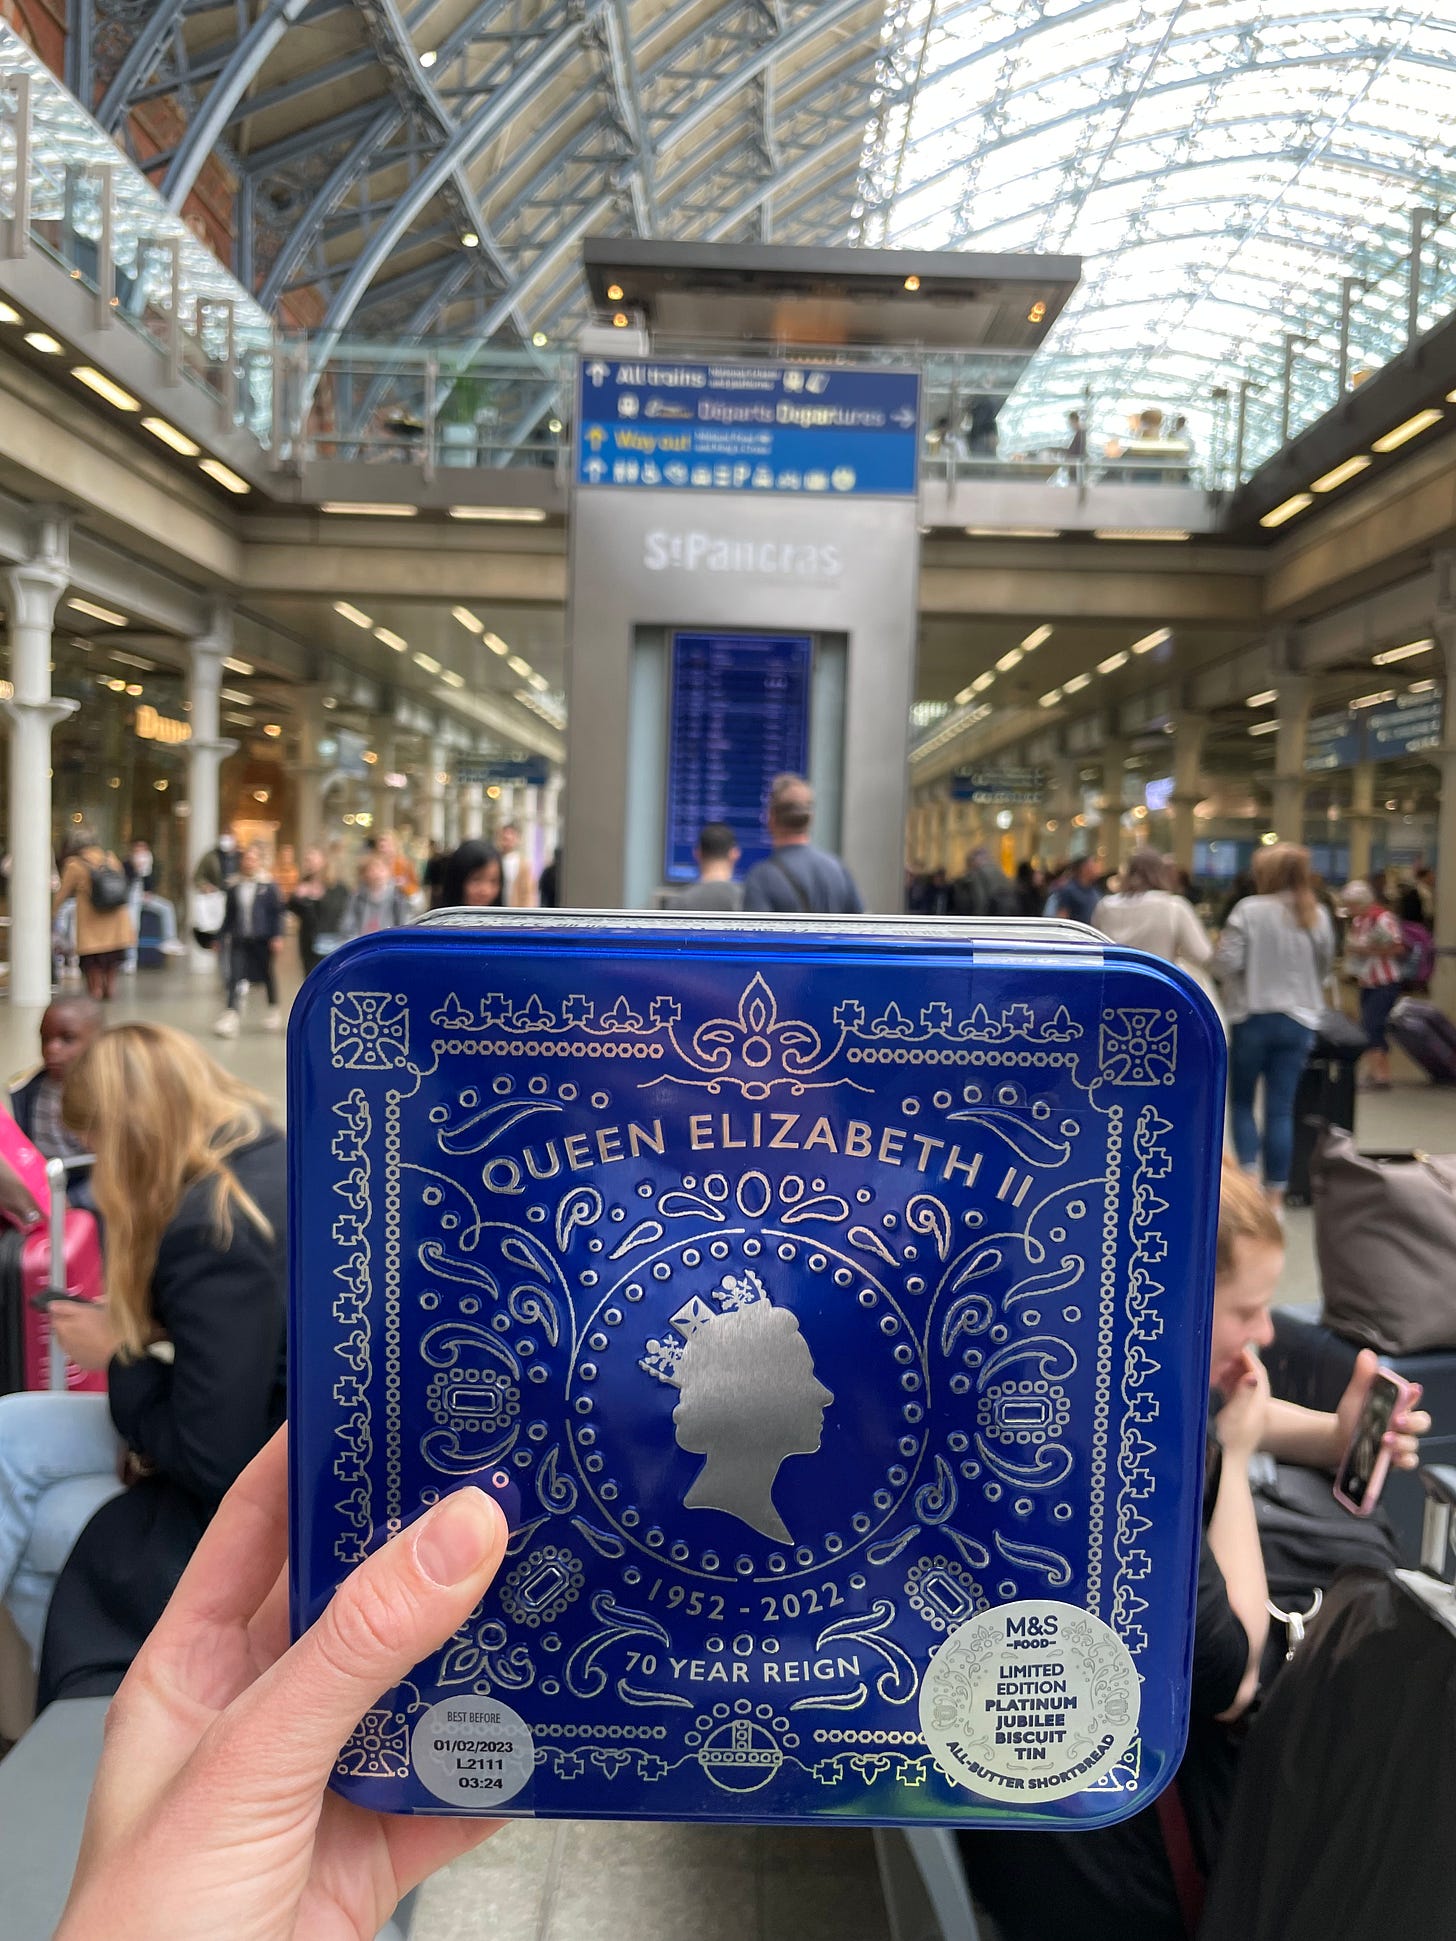 All trains
Départs Departures
Way out
St Pancras
QUEEN ELIZABETH II
1952 - 2022
70 YEAR REIGN
BEST BEFORE
01/02/2023
L2111
03:24
M&S
-FOOD-
LIMITED
EDITION
PLATINUM
JUBILEE
BISCUIT
TIN
ALL-BUTTER SHORTBREAD